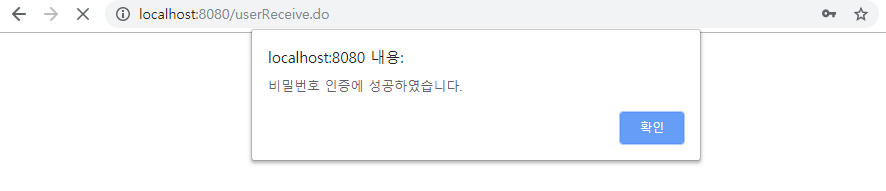 localhost:8080/userReceive.do
localhost:8080 내용:
비밀번호 인증에 성공하였습니다.
확인